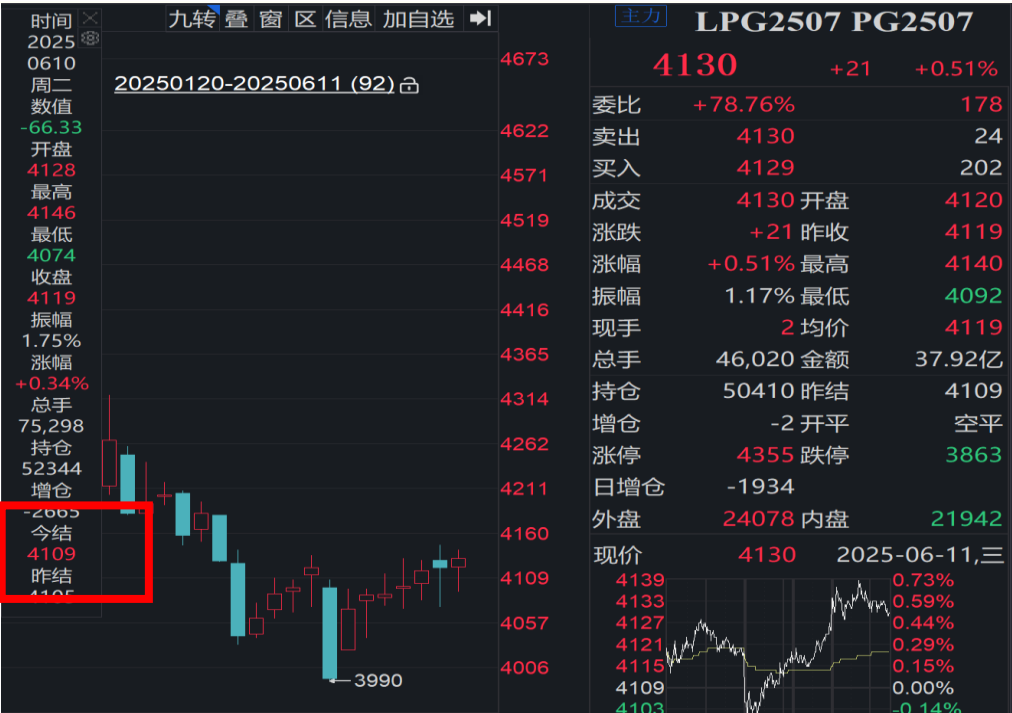 时间
2025
0610
周二
数值
-66.33
开盘
4128
最高
4146
最低
4074
收盘
4119
振幅
1.75%
涨幅
+0.34%
总手
75,298
持仓
52344
增仓
-2665
今结
4109
昨结
4105
九转 叠 窗 区 信息 加自选
20250120-20250611 (92)
4673
4622
4571
4519
4468
4416
4365
4314
4262
4211
4160
4109
4057
4006
3990
主力 LPG2507 PG2507
4130 +21 +0.51%
委比 +78.76% 178
卖出 4130 24
买入 4129 202
成交 4130 开盘 4120
涨跌 +21 昨收 4119
涨幅 +0.51% 最高 4140
振幅 1.17% 最低 4092
现手 2 均价 4119
总手 46,020 金额 37.92亿
持仓 50410 昨结 4109
增仓 -2 开平 空平
涨停 4355 跌停 3863
日增仓 -1934
外盘 24078 内盘 21942
现价 4130 2025-06-11,三
4139 0.73%
4133 0.59%
4127 0.44%
4121 0.29%
4115 0.15%
4109 0.00%
4103 -0.14%